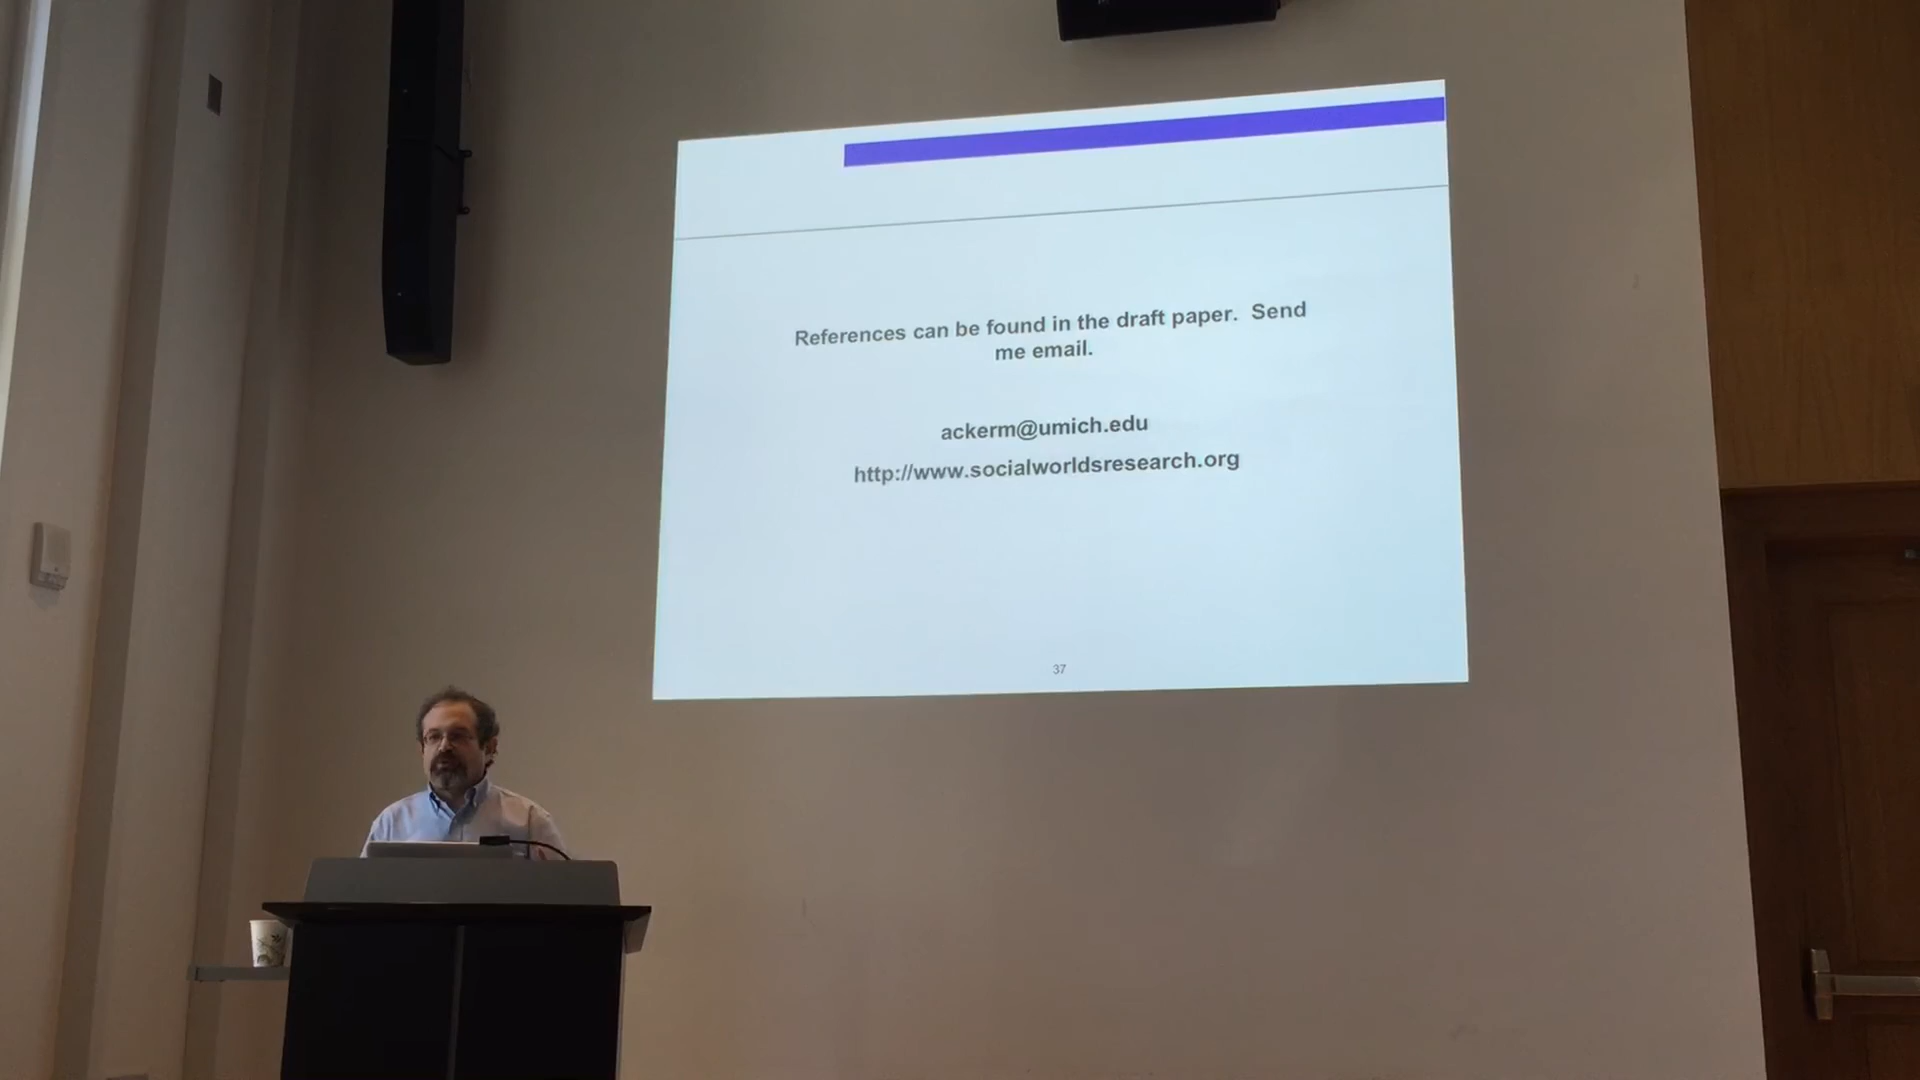 References can be found in the draft paper.  Send
me email.
ackerm@umich.edu
http://www.socialworldsresearch.org
37